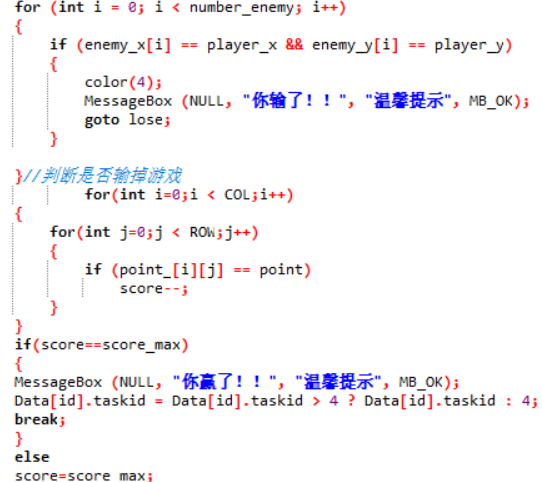 for (int i = 0; i < number_enemy; i++)
{
if (enemy_x[i] == player_x && enemy_y[i] == player_y)
{
color(4);
MessageBox (NULL, "你输了！！", "温馨提示", MB_OK);
goto lose;
}
}//判断是否输掉游戏
for(int i=0;i < COL;i++)
{
for(int j=0;j < ROW;j++)
{
if (point_[i][j] == point)
score--;
}
}
if(score==score_max)
{
MessageBox (NULL, "你赢了！！", "温馨提示", MB_OK);
Data[id].taskid = Data[id].taskid > 4 ? Data[id].taskid : 4;
break;
}
else
score=score_max;